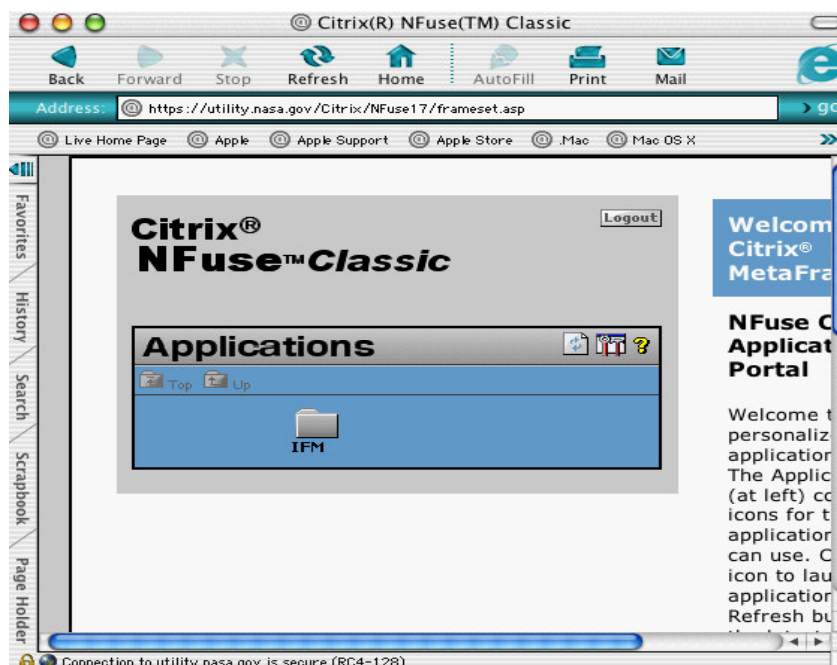 Citrix(R) NFuse(TM) Classic
Back Forward Stop Refresh Home AutoFill Print Mail
Address: https://utility.nasa.gov/Citrix/NFuse17/frameset.asp go
Live Home Page Apple Apple Support Apple Store .Mac Mac OS X
Favorites
History
Search
Scrapbook
Page Holder
Citrix®
NFuse™Classic
Logout
Applications
Top Up
IFM
Welcom
Citrix®
MetaFra
NFuse C
Applicat
Portal
Welcome t
personaliz
application
The Applic
(at left) co
icons for t
application
can use. C
icon to lau
application
Refresh bu
Connection to utility.nasa.gov is secure (RC4-128)